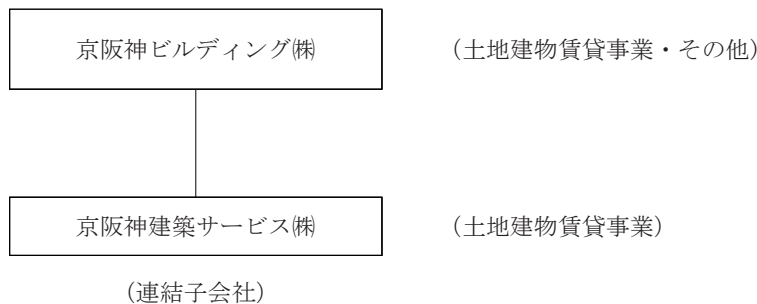 京阪神ビルディング㈱ (土地建物賃貸事業・その他)
京阪神建築サービス㈱ (土地建物賃貸事業)
(連結子会社)